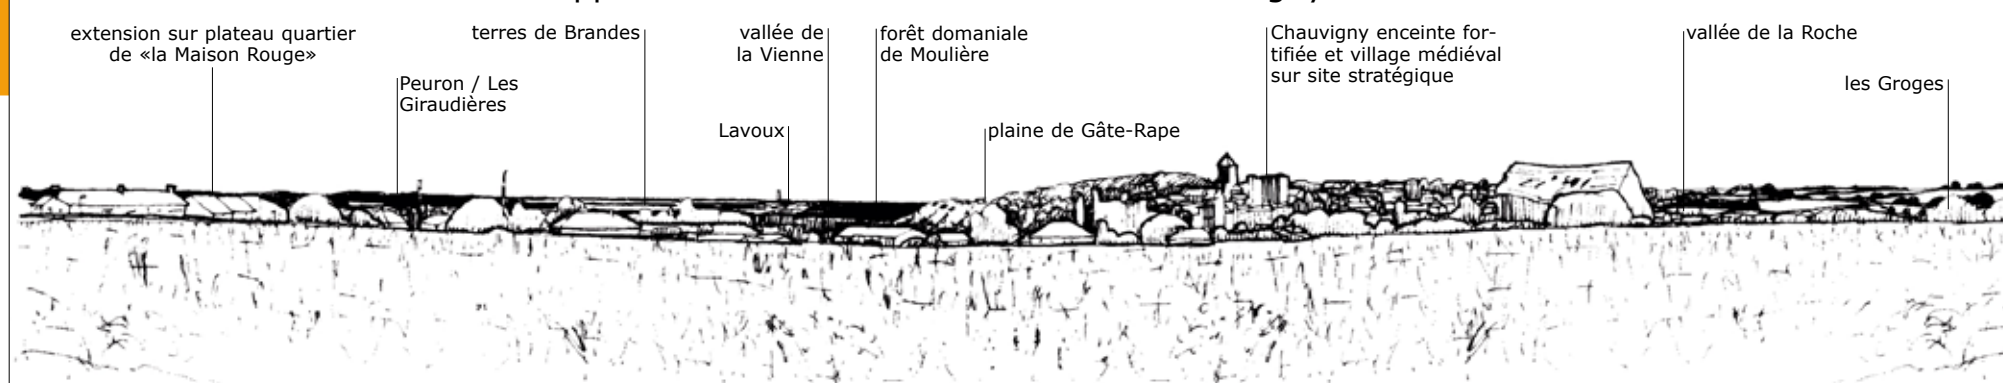 extension sur plateau quartier
de «la Maison Rouge»
Peuron / Les
Giraudières
terres de Brandes
Lavoux
vallée de
la Vienne
forêt domaniale
de Moulière
plaine de Gâte-Rape
Chauvigny enceinte for-
tifiée et village médiéval
sur site stratégique
vallée de la Roche
les Groges